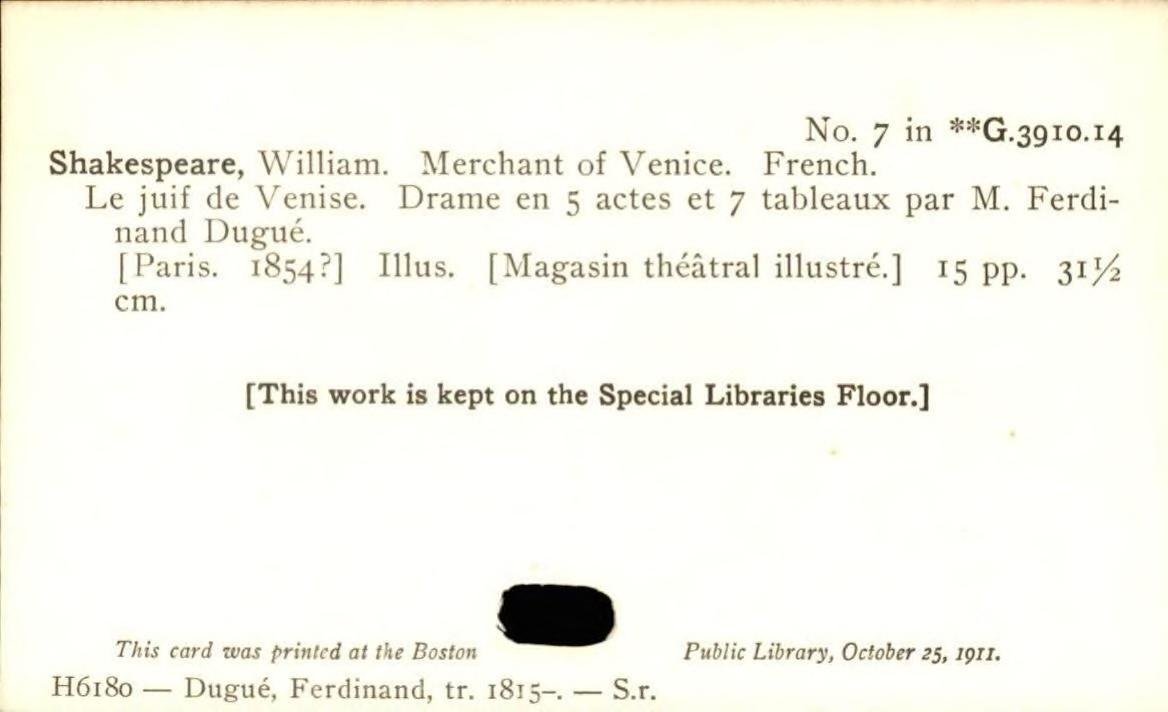 No. 7 in **G.3910.14
Shakespeare, William. Merchant of Venice. French.
Le juif de Venise. Drame en 5 actes et 7 tableaux par M. Ferdi-
nand Dugué.
[Paris. 1854?] Illus. [Magasin théâtral illustré.] 15 pp. 31½
cm.
[This work is kept on the Special Libraries Floor.]
This card was printed at the Boston Public Library, October 25, 1911.
H6180 — Dugué, Ferdinand, tr. 1815–. — S.r.